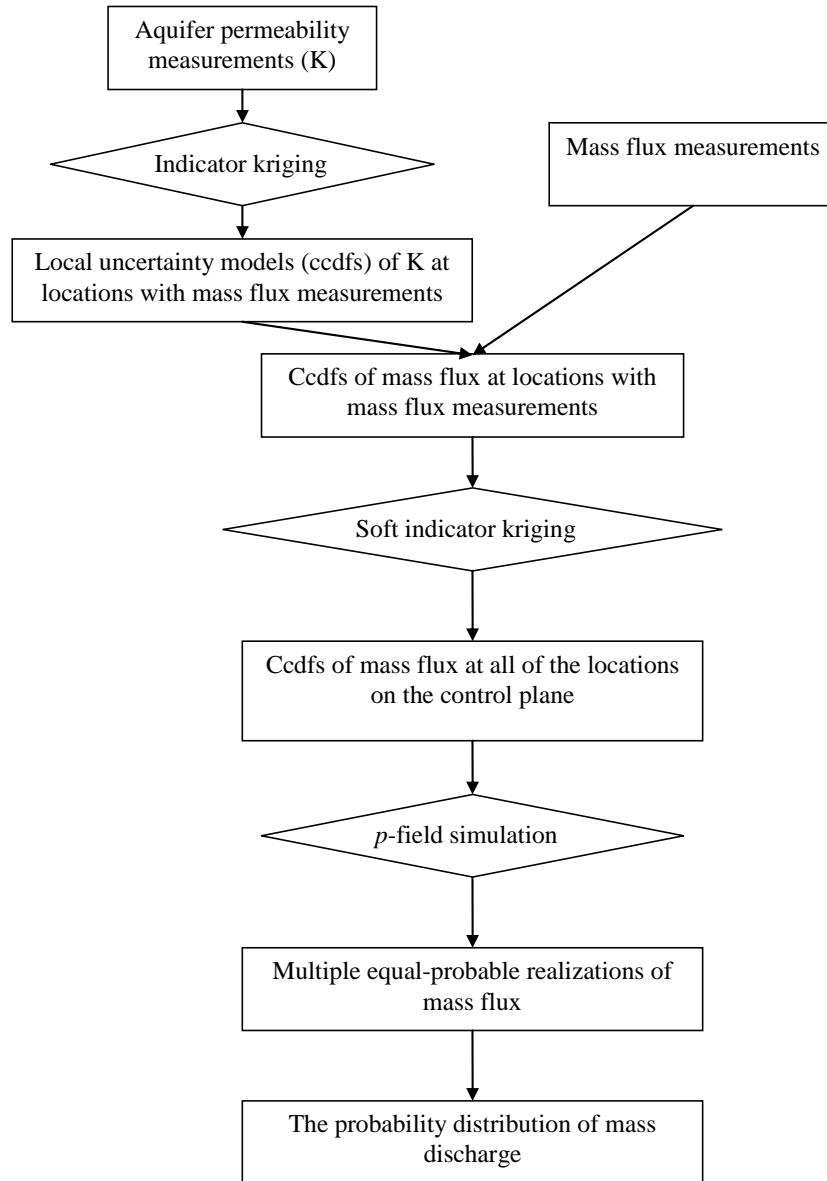 Aquifer permeability
measurements (K)
Indicator kriging
Mass flux measurements
Local uncertainty models (ccdfs) of K at
locations with mass flux measurements
Ccdfs of mass flux at locations with
mass flux measurements
Soft indicator kriging
Ccdfs of mass flux at all of the locations
on the control plane
p-field simulation
Multiple equal-probable realizations of
mass flux
The probability distribution of mass
discharge